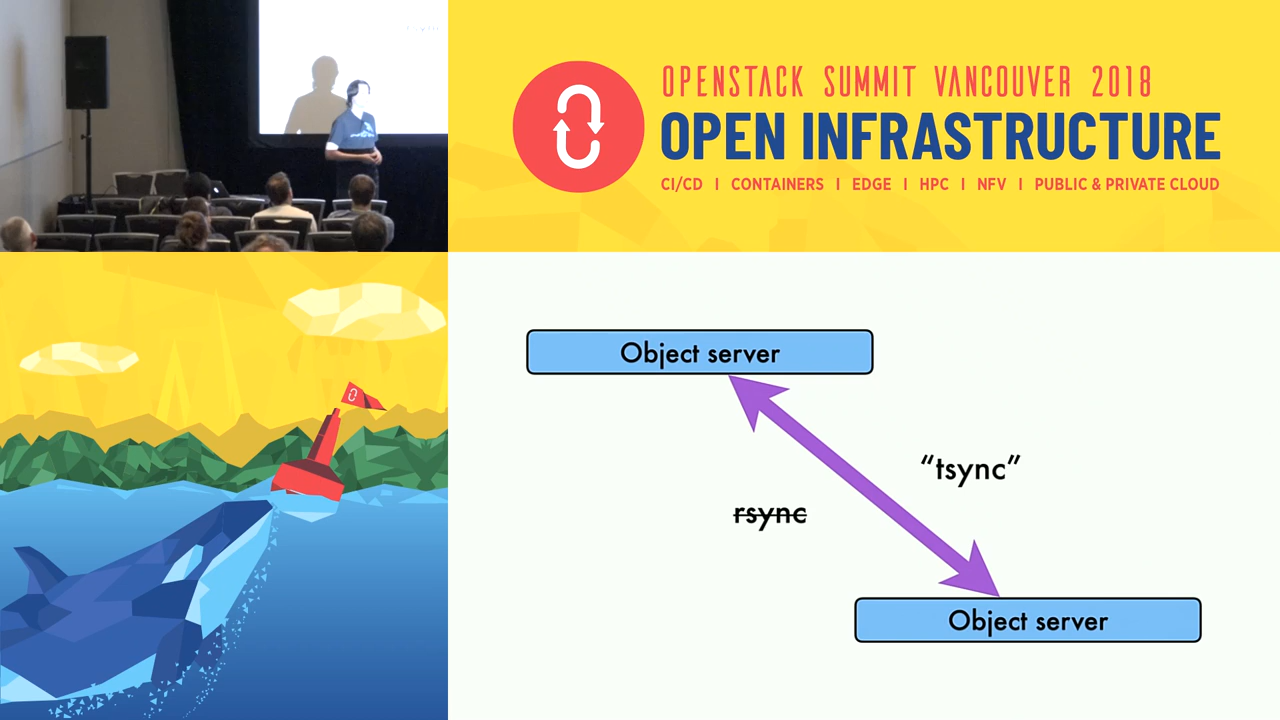 OPENSTACK SUMMIT VANCOUVER 2018
OPEN INFRASTRUCTURE
CI/CD | CONTAINERS | EDGE | HPC | NFV | PUBLIC & PRIVATE CLOUD
Object server
“tsync”
rsync
Object server